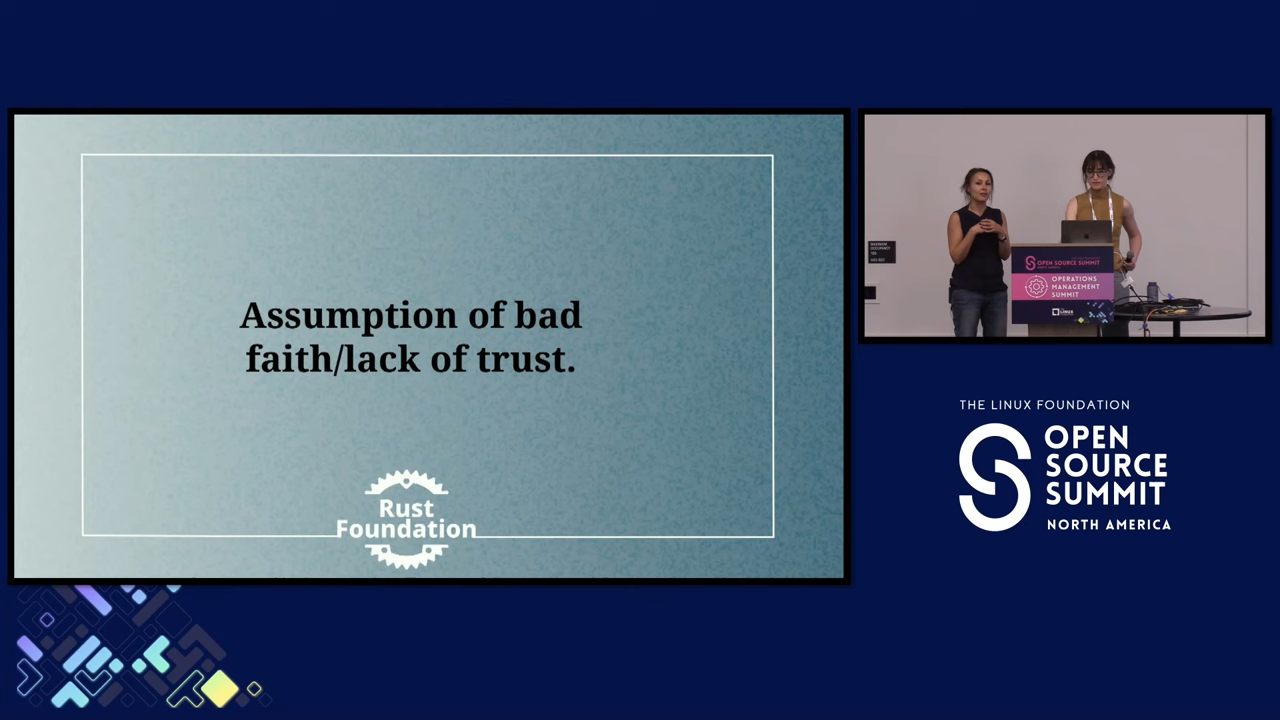 Assumption of bad
faith/lack of trust.
Rust
Foundation
OPEN SOURCE SUMMIT
OPERATIONS
MANAGEMENT
SUMMIT
LINUX
THE LINUX FOUNDATION
OPEN
SOURCE
SUMMIT
NORTH AMERICA